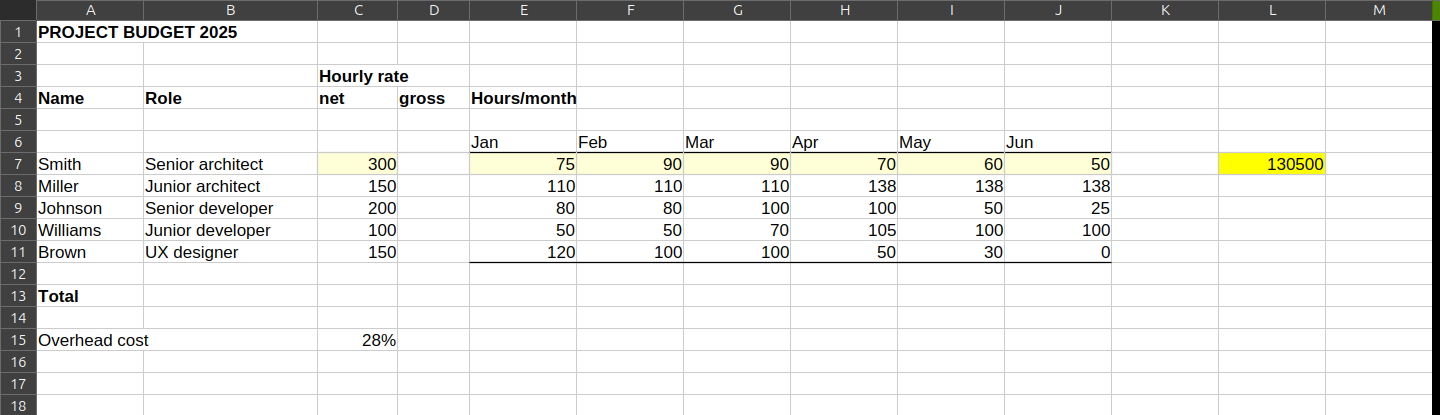 A B C D E F G H I J K L M
1 PROJECT BUDGET 2025
2
3 Hourly rate
4 Name Role net gross Hours/month
5
6 Jan Feb Mar Apr May Jun
7 Smith Senior architect 300 75 90 90 70 60 50 130500
8 Miller Junior architect 150 110 110 110 138 138 138
9 Johnson Senior developer 200 80 80 100 100 50 25
10 Williams Junior developer 100 50 50 70 105 100 100
11 Brown UX designer 150 120 100 100 50 30 0
12
13 Total
14
15 Overhead cost 28%
16
17
18